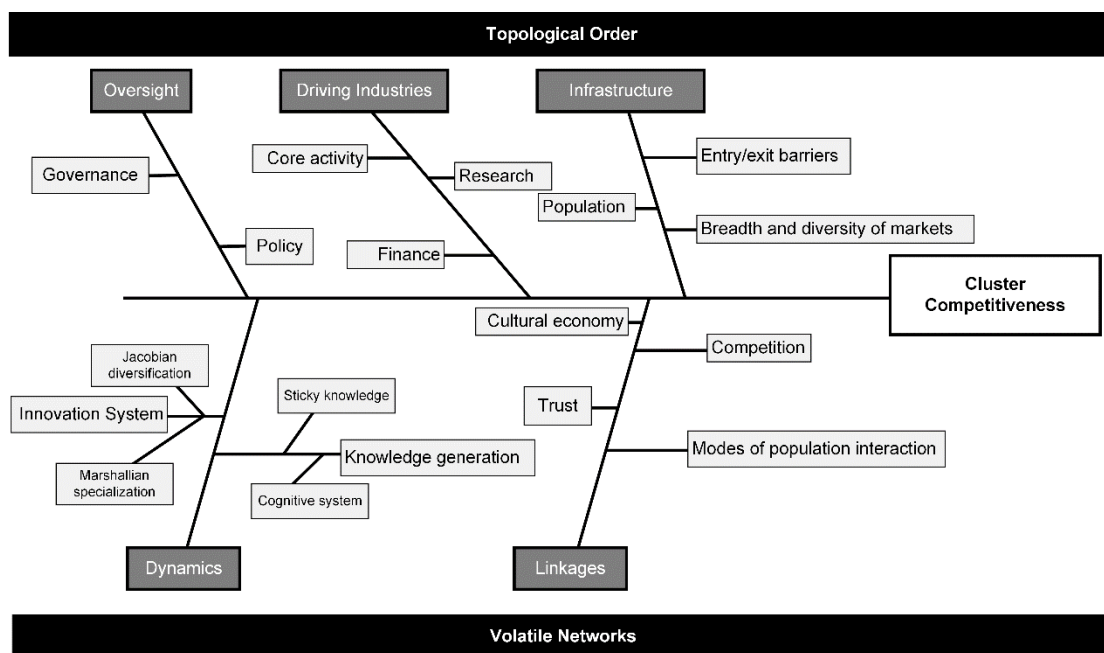 Topological Order
Oversight
Driving Industries
Infrastructure
Governance
Policy
Core activity
Research
Finance
Entry/exit barriers
Population
Breadth and diversity of markets
Cluster
Competitiveness
Cultural economy
Competition
Trust
Modes of population interaction
Jacobian
diversification
Innovation System
Marshallian
specialization
Sticky knowledge
Knowledge generation
Cognitive system
Dynamics
Linkages
Volatile Networks